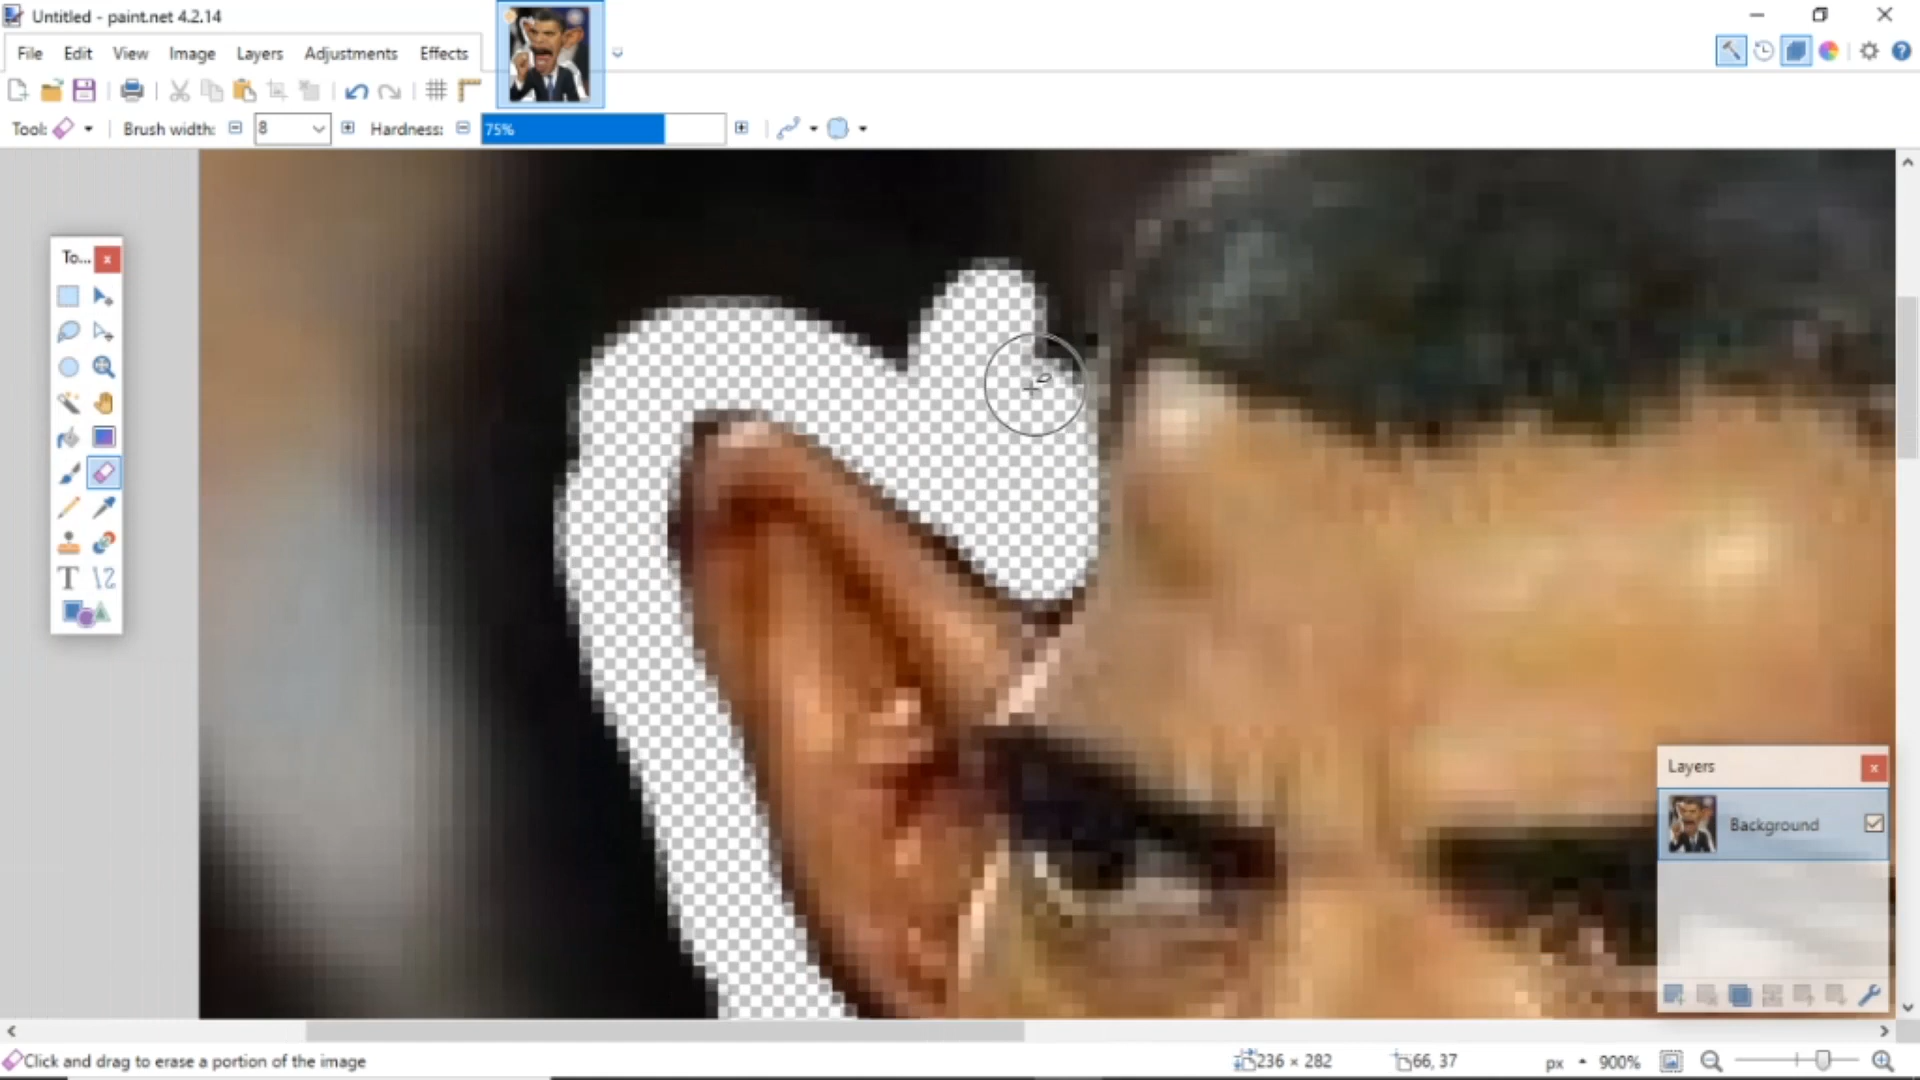 Untitled - paint.net 4.2.14
File Edit View Image Layers Adjustments Effects
Tool: Brush width: 8 Hardness: 75%
To...
T
Layers
Background
Click and drag to erase a portion of the image
236 × 282
66, 37
px
900%